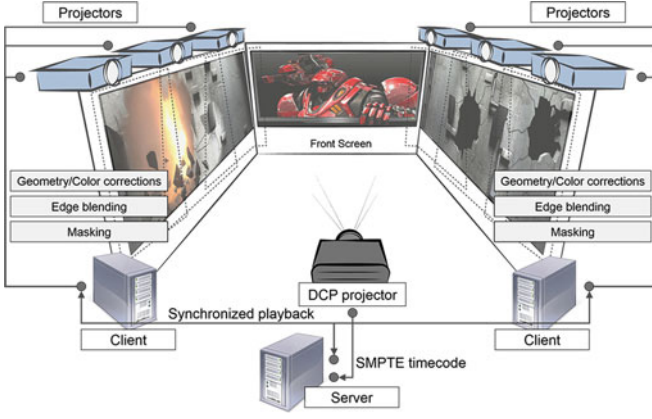 Projectors
Projectors
Front Screen
Geometry/Color corrections
Edge blending
Masking
Geometry/Color corrections
Edge blending
Masking
DCP projector
Synchronized playback
Client
Client
SMPTE timecode
Server